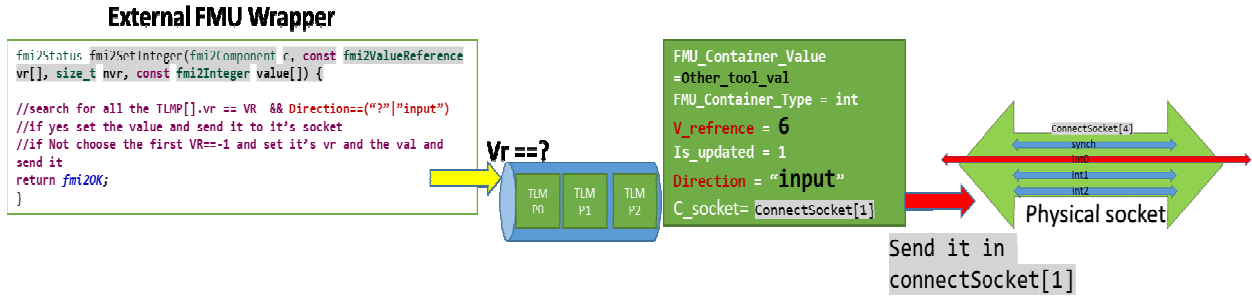 External FMU Wrapper
fmi2Status fmi2SetInteger(fmi2Component c, const fmi2ValueReference
vr[], size_t nvr, const fmi2Integer value[]) {
//search for all the TLMP[].vr == VR && Direction==(“?”|”input”)
//if yes set the value and send it to it’s socket
//if Not choose the first VR==-1 and set it’s vr and the val and
send it
return fmi2OK;
}
Vr ==?
TLM
P0
TLM
P1
TLM
P2
FMU_Container_Value
=Other_tool_val
FMU_Container_Type = int
V_refrence = 6
Is_updated = 1
Direction = “input”
C_socket= ConnectSocket[1]
Send it in
connectSocket[1]
ConnectSocket[4]
synch
int0
int1
int2
Physical socket